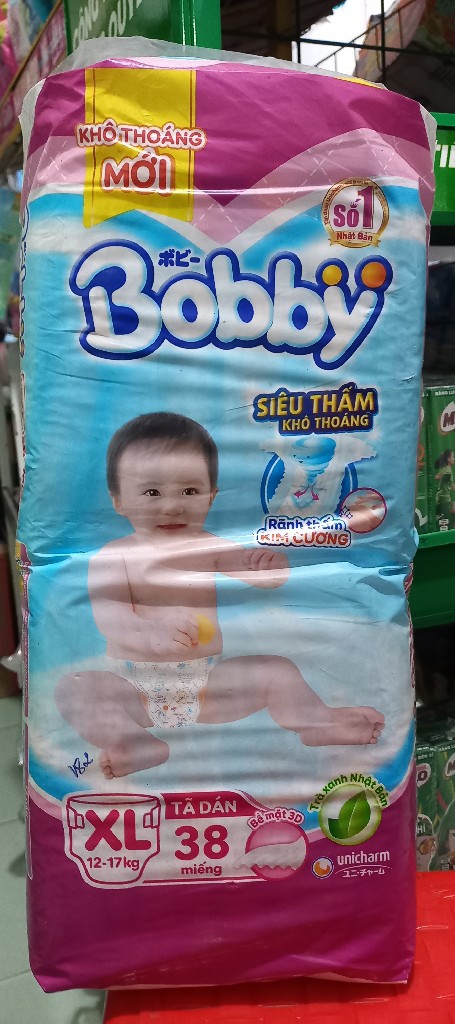 KHÔ THOÁNG
MỚI
Số 1
Nhật Bản
ボビー
Bobby
SIÊU THẤM
KHÔ THOÁNG
Rãnh thấm
KIM CƯƠNG
182
XL
12-17kg
TÃ DÁN
38
miếng
Bề mặt 3D
Trà Xanh Nhật Bản
unicharm
ユニ・チャーム